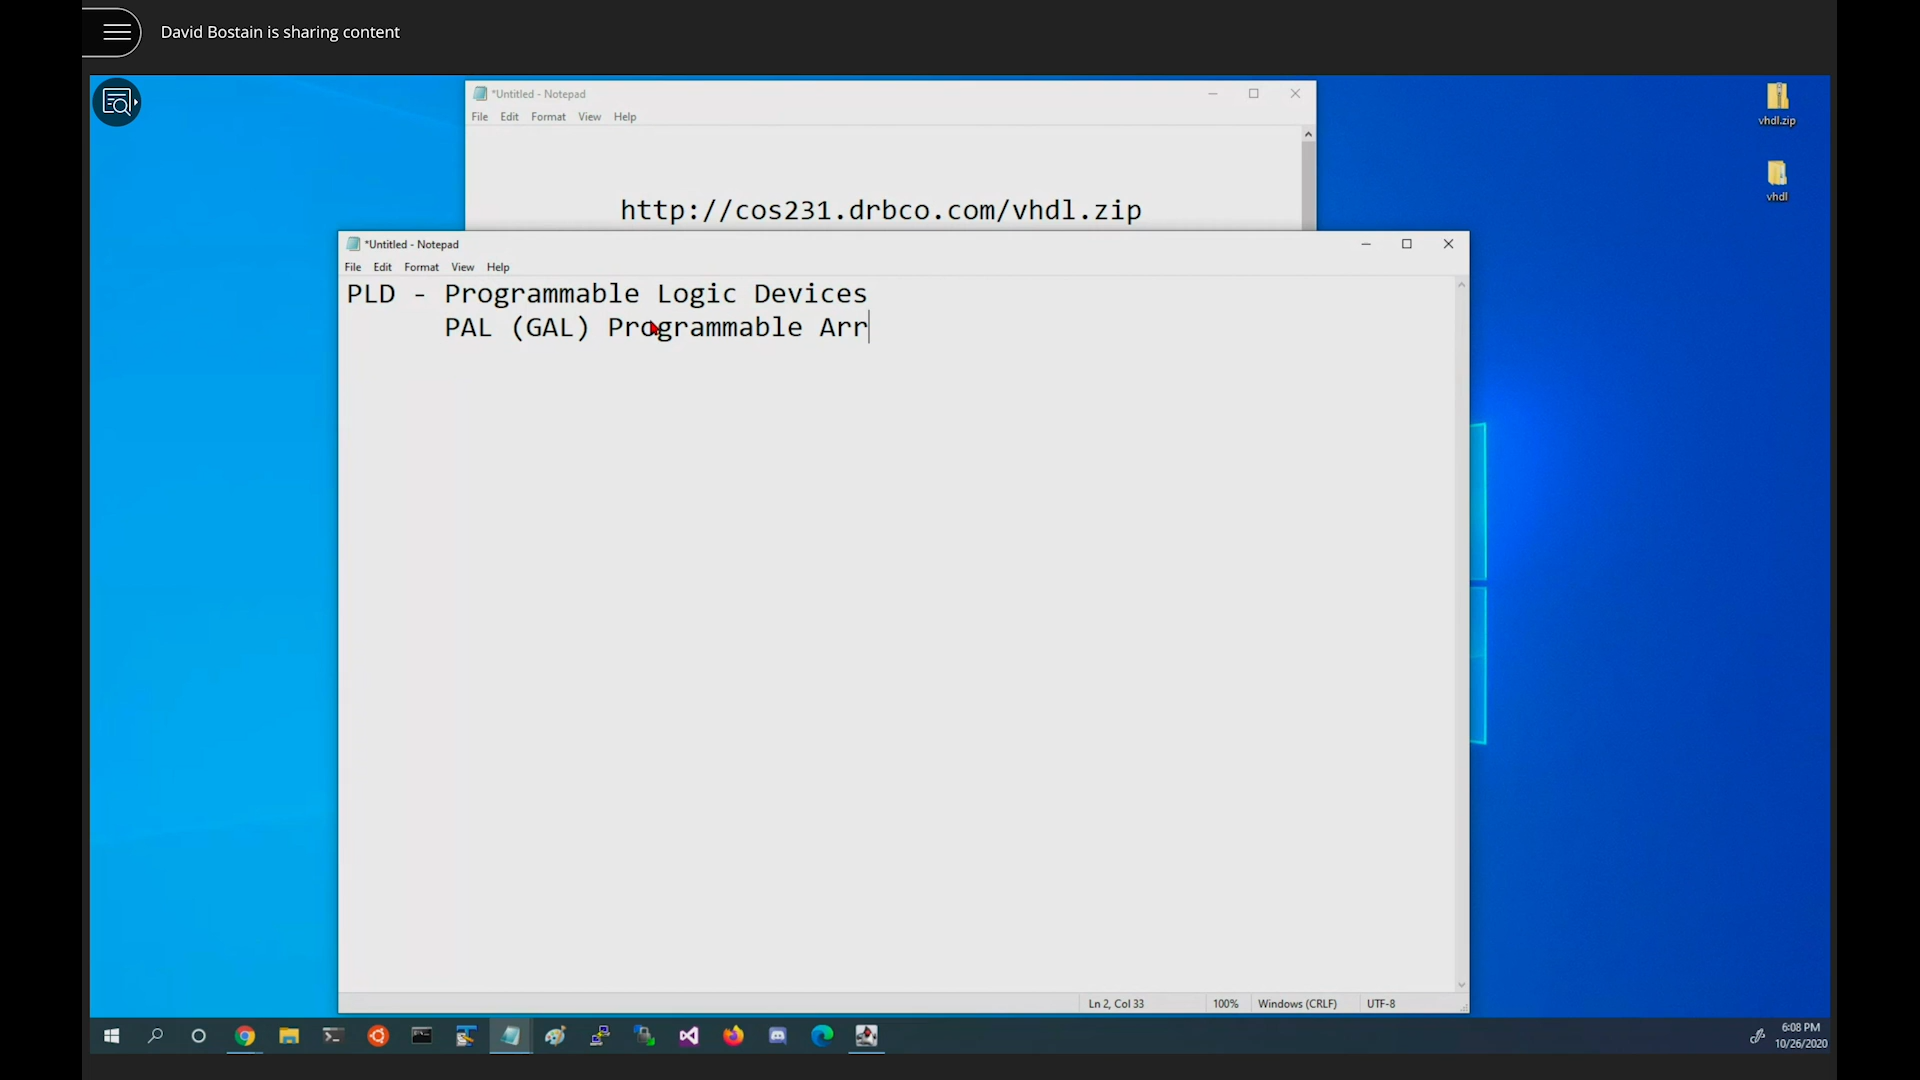 David Bostain is sharing content
*Untitled - Notepad
File Edit Format View Help
http://cos231.drbco.com/vhdl.zip
vhdl.zip
vhdl
*Untitled - Notepad
File Edit Format View Help
PLD - Programmable Logic Devices
PAL (GAL) Programmable Arr
Ln 2, Col 33 100% Windows (CRLF) UTF-8
6:08 PM
10/26/2020